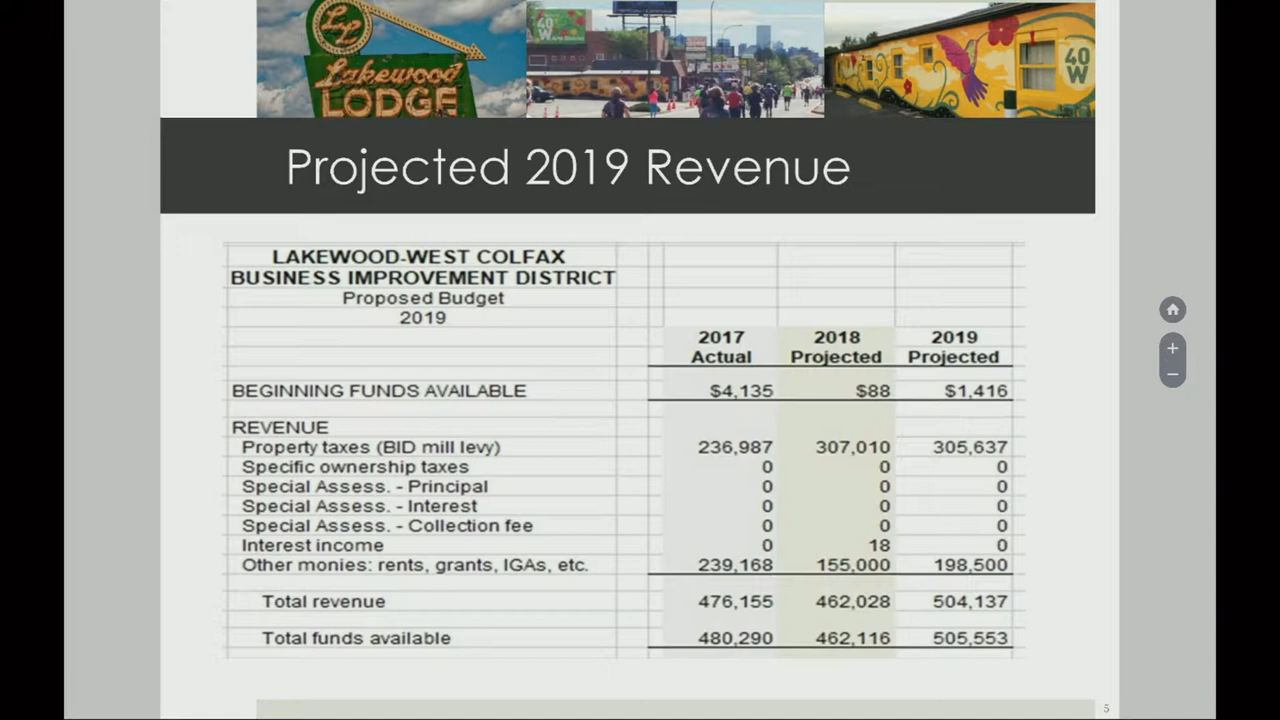 LL
Lakewood
LODGE
40
W
40
W
Projected 2019 Revenue
LAKEWOOD-WEST COLFAX
BUSINESS IMPROVEMENT DISTRICT
Proposed Budget
2019
2017 2018 2019
Actual Projected Projected
BEGINNING FUNDS AVAILABLE $4,135 $88 $1,416
REVENUE
Property taxes (BID mill levy) 236,987 307,010 305,637
Specific ownership taxes 0 0 0
Special Assess. - Principal 0 0 0
Special Assess. - Interest 0 0 0
Special Assess. - Collection fee 0 0 0
Interest income 0 18 0
Other monies: rents, grants, IGAs, etc. 239,168 155,000 198,500
Total revenue 476,155 462,028 504,137
Total funds available 480,290 462,116 505,553
5